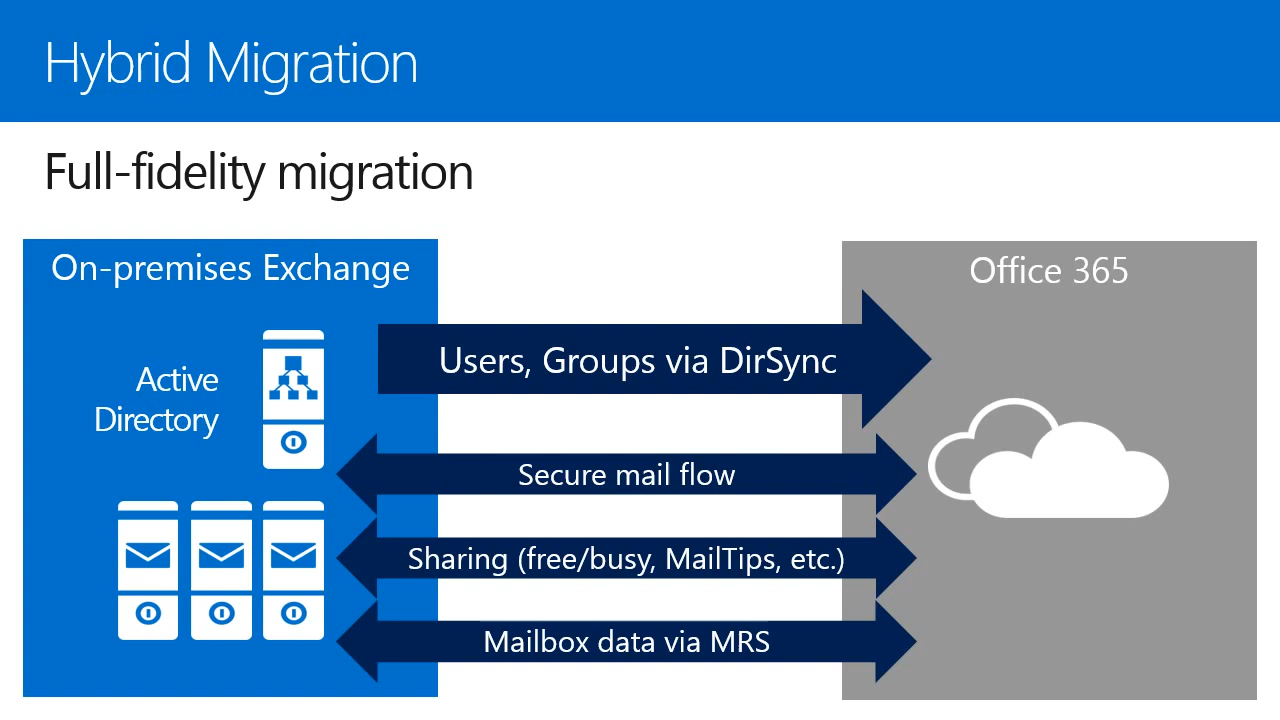 Hybrid Migration
Full-fidelity migration
On-premises Exchange
Office 365
Active
Directory
Users, Groups via DirSync
Secure mail flow
Sharing (free/busy, MailTips, etc.)
Mailbox data via MRS